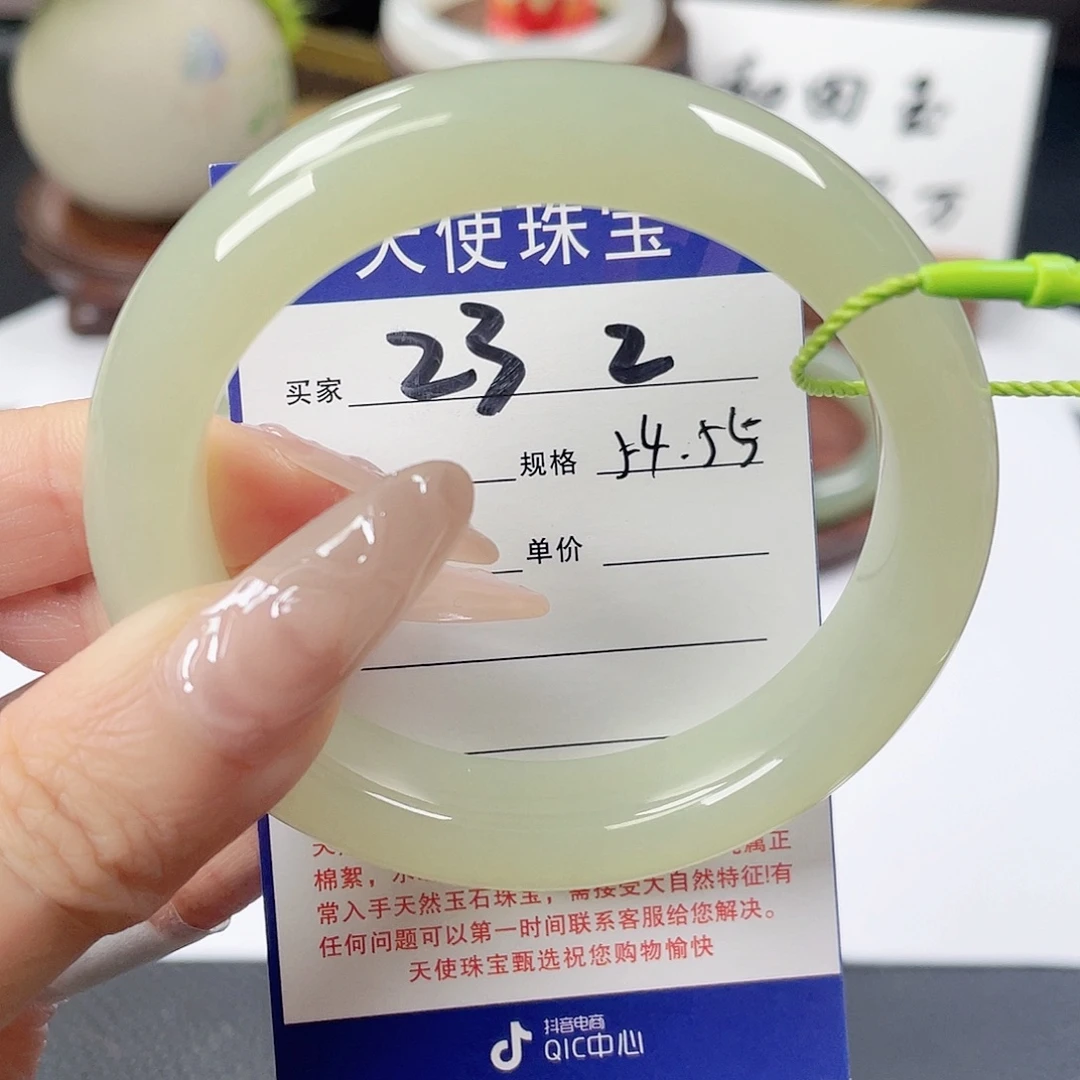 和田玉
万
天使珠宝
买家 23 2
规格 54.55
单价
属正
棉絮，
常入手天然玉石珠宝，需接受大自然特征!有
任何问题可以第一时间联系客服给您解决。
天使珠宝甄选祝您购物愉快
抖音电商
QIC中心